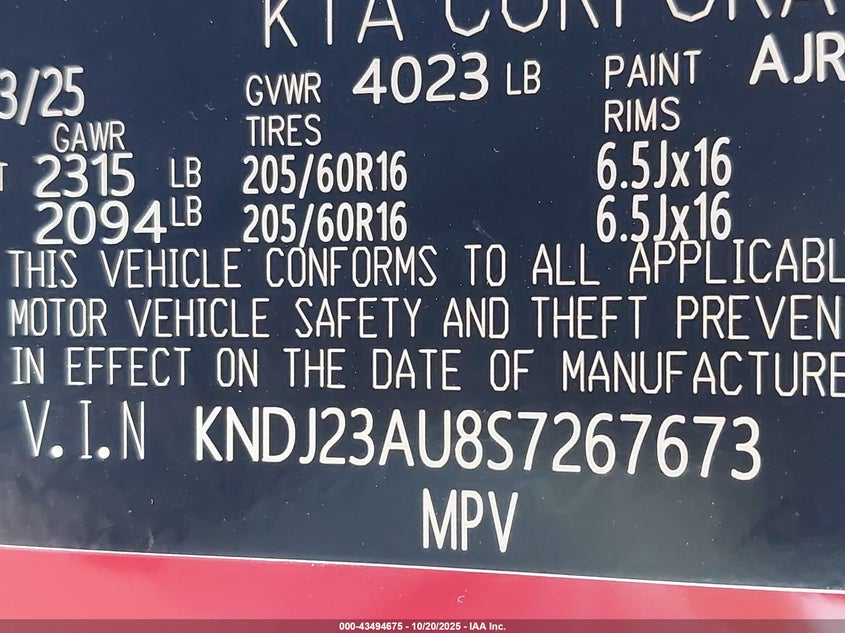 KIA CORPORA
3/25 GVWR 4023 LB PAINT AJR
GAWR TIRES RIMS
T 2315 LB 205/60R16 6.5Jx16
2094 LB 205/60R16 6.5Jx16
THIS VEHICLE CONFORMS TO ALL APPLICABL
MOTOR VEHICLE SAFETY AND THEFT PREVEN
IN EFFECT ON THE DATE OF MANUFACTURE
V.I.N KNDJ23AU8S7267673
MPV
000-43494675 - 10/20/2025 - IAA Inc.